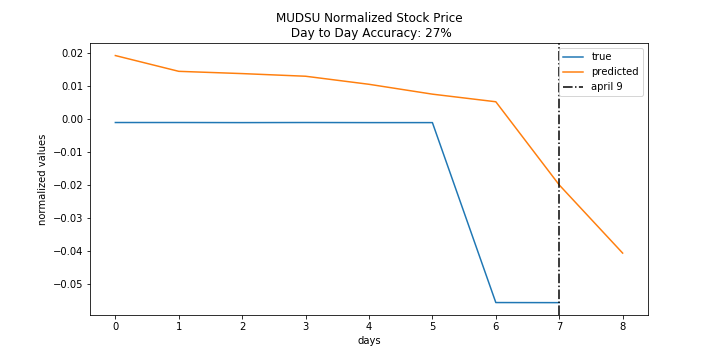 MUDSU Normalized Stock Price
Day to Day Accuracy: 27%
true
predicted
april 9
normalized values
0.02
0.01
0.00
−0.01
−0.02
−0.03
−0.04
−0.05
0 1 2 3 4 5 6 7 8
days